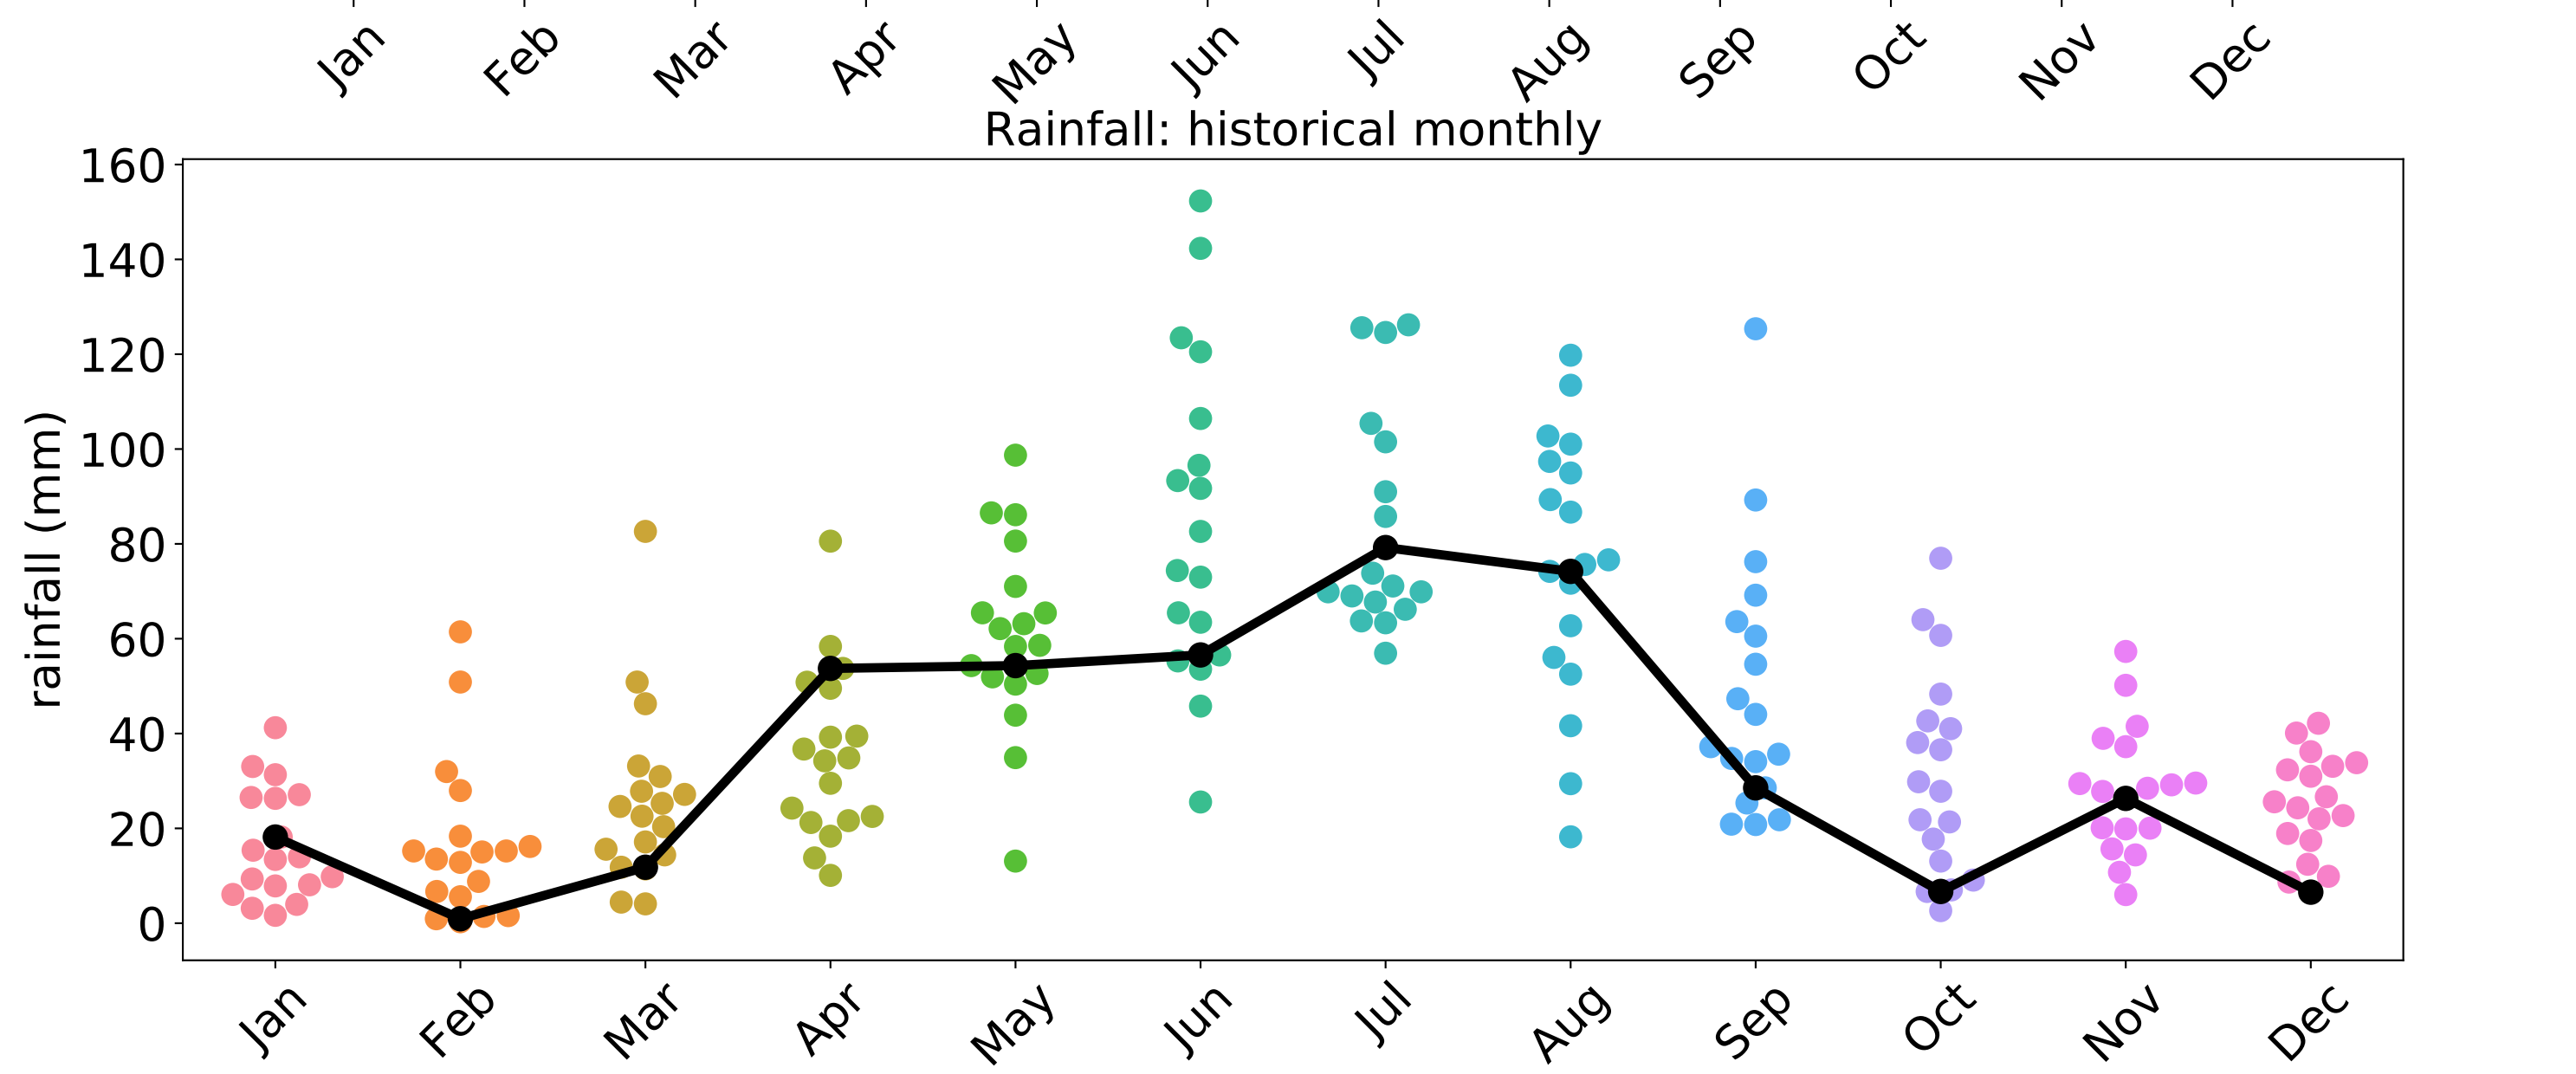 Jan Feb Mar Apr May Jun Jul Aug Sep Oct Nov Dec
Rainfall: historical monthly
160
140
120
100
80
60
40
20
0
rainfall (mm)
Jan Feb Mar Apr May Jun Jul Aug Sep Oct Nov Dec